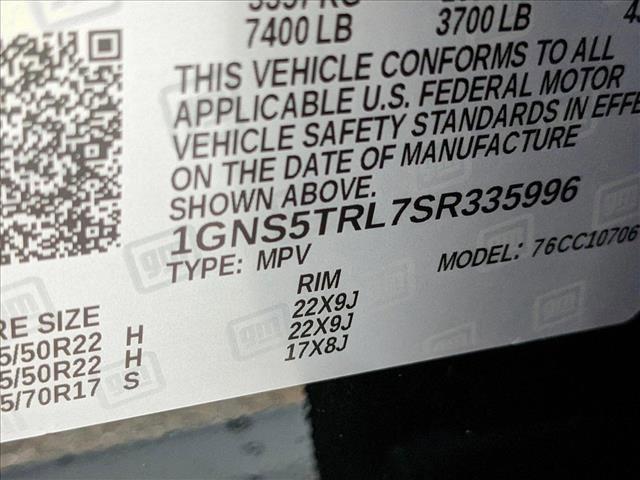 7400 LB 3700 LB
THIS VEHICLE CONFORMS TO ALL
APPLICABLE U.S. FEDERAL MOTOR
VEHICLE SAFETY STANDARDS IN EFFE
ON THE DATE OF MANUFACTURE
SHOWN ABOVE.
1GNS5TRL7SR335996
TYPE: MPV MODEL: 76CC10706
RE SIZE RIM
5/50R22 H 22X9J
5/50R22 H 22X9J
5/70R17 S 17X8J
gm